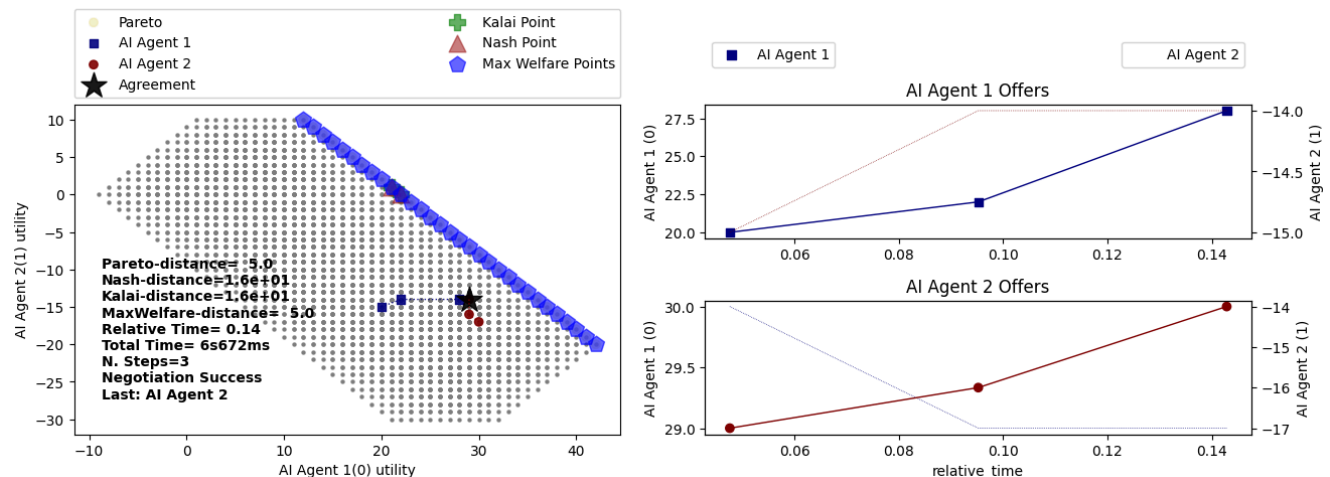 Pareto
AI Agent 1
AI Agent 2
Agreement
Kalai Point
Nash Point
Max Welfare Points
10
5
0
−5
−10
−15
−20
−25
−30
AI Agent 2(1) utility
Pareto-distance= 5.0
Nash-distance=1.6e+01
Kalai-distance=1.6e+01
MaxWelfare-distance= 5.0
Relative Time= 0.14
Total Time= 6s672ms
N. Steps=3
Negotiation Success
Last: AI Agent 2
−10
0
10
20
30
40
AI Agent 1(0) utility
AI Agent 1
AI Agent 2
AI Agent 1 Offers
27.5
25.0
22.5
20.0
AI Agent 1 (0)
−14.0
−14.5
−15.0
AI Agent 2 (1)
0.06
0.08
0.10
0.12
0.14
AI Agent 2 Offers
30.0
29.5
29.0
AI Agent 1 (0)
−14
−15
−16
−17
AI Agent 2 (1)
0.06
0.08
0.10
0.12
0.14
relative_time